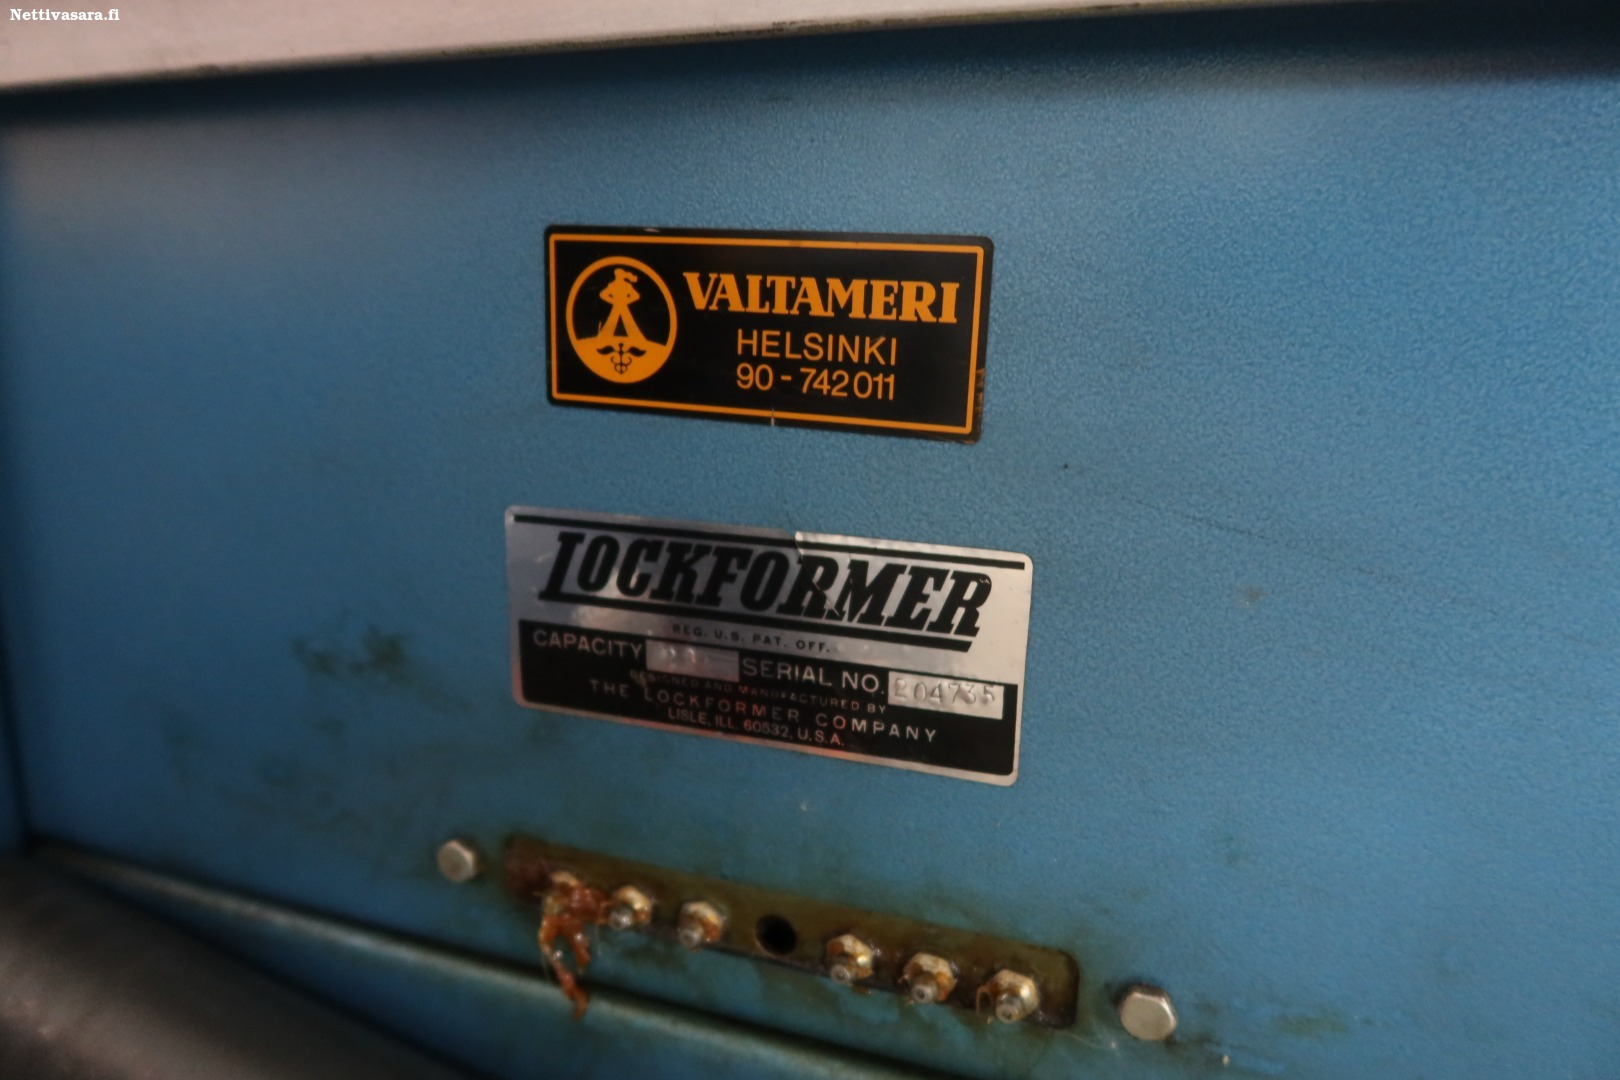 Nettivasara.fi
VALTAMERI
HELSINKI
90-742011
LOCKFORMER
REG. U.S. PAT. OFF.
CAPACITY SERIAL NO. 204735
DESIGNED AND MANUFACTURED BY
THE LOCKFORMER COMPANY
LISLE, ILL. 60532, U.S.A.